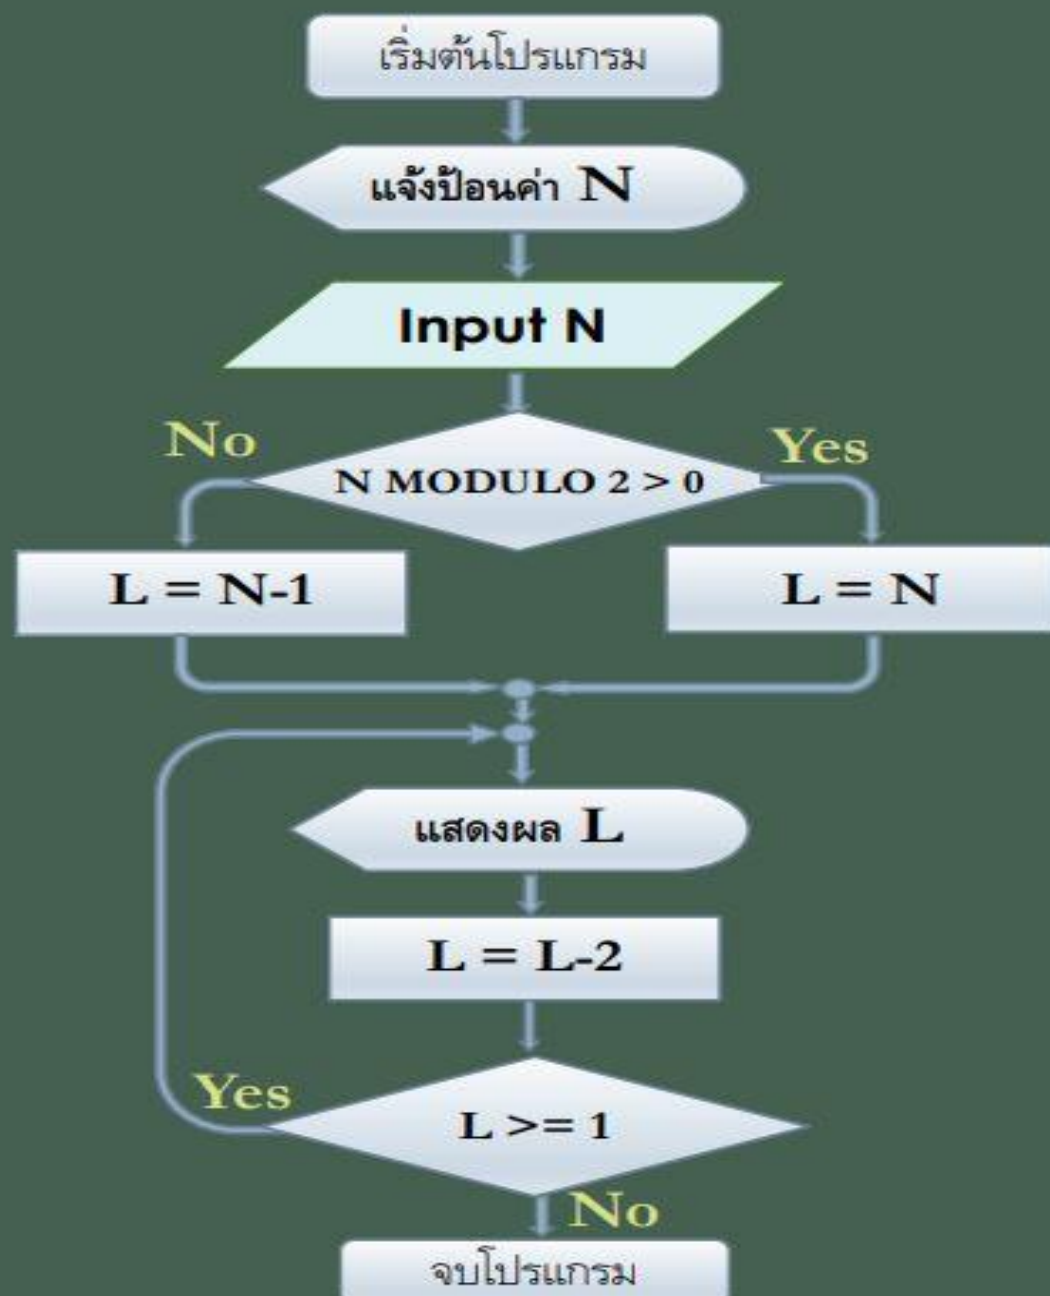 เริ่มต้นโปรแกรม
แจ้งป้อนค่า N
Input N
No
Yes
N MODULO 2 > 0
L = N-1
L = N
แสดงผล L
L = L-2
Yes
L >= 1
No
จบโปรแกรม